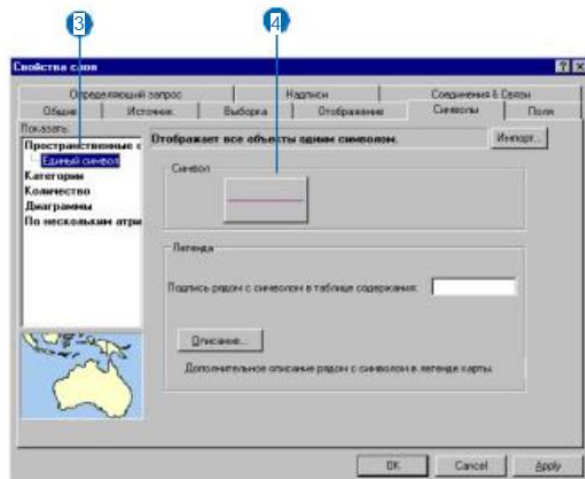 3 4
Свойства слоя
Определяющий запрос Надписи Соединения & Связи
Общие Источник Выборка Отображение Символы Поля
Показать:
Пространственные о
Единый символ
Категории
Количество
Диаграммы
По нескольким атри
Отображает все объекты одним символом.
Импорт...
Символ
Легенда
Подпись рядом с символом в таблице содержания:
Описание...
Дополнительное описание рядом с символом в легенде карты.
OK Cancel Apply